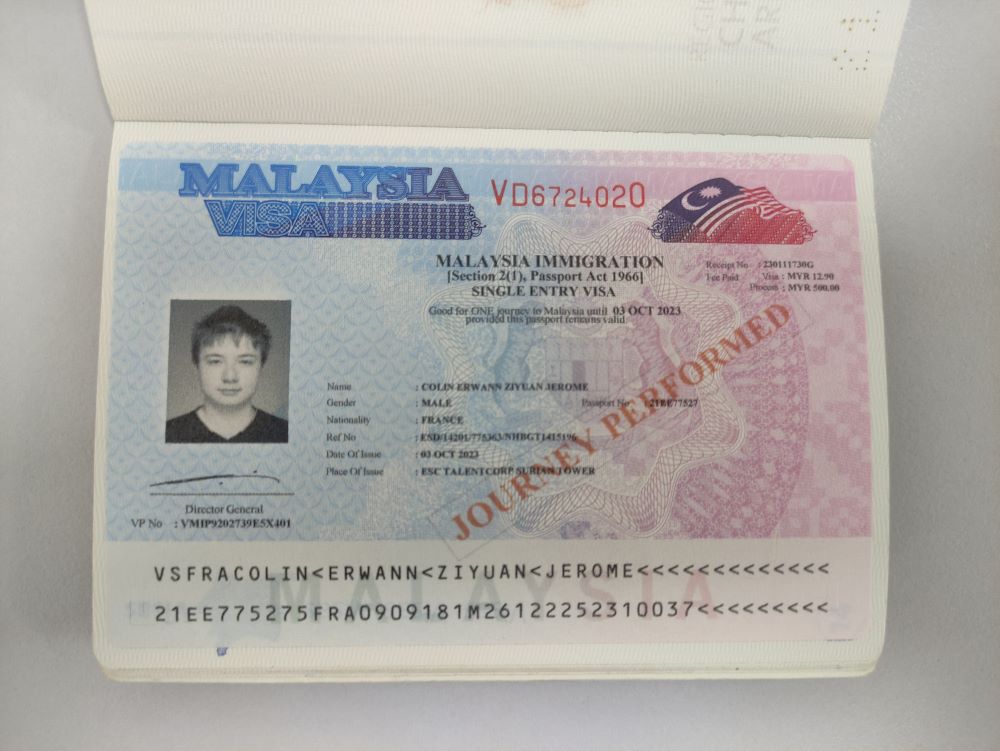 MALAYSIA
VISA
VD6724020
MALAYSIA IMMIGRATION
[Section 2(1), Passport Act 1966]
SINGLE ENTRY VISA
Good for ONE journey to Malaysia until 03 OCT 2023
provided this passport remains valid
Receipt No : 230111730G
Fee Paid Visa : MYR 12.90
Process : MYR 500.00
Name : COLIN ERWANN ZIYUAN JEROME
Gender : MALE Passport No : 21EE77527
Nationality : FRANCE
Ref No : ESD/14201/775363/NHBGT1415196
Date Of Issue : 03 OCT 2023
Place Of Issue : ESC TALENTCORP SURIAN TOWER
JOURNEY PERFORMED
Director General
VP No : VMIP9202739E5X401
VSFRACOLIN<ERWANN<ZIYUAN<JEROME<<<<<<<<<<<<<
21EE775275FRA0909181M26122252310037<<<<<<<<<
MALAYSIA